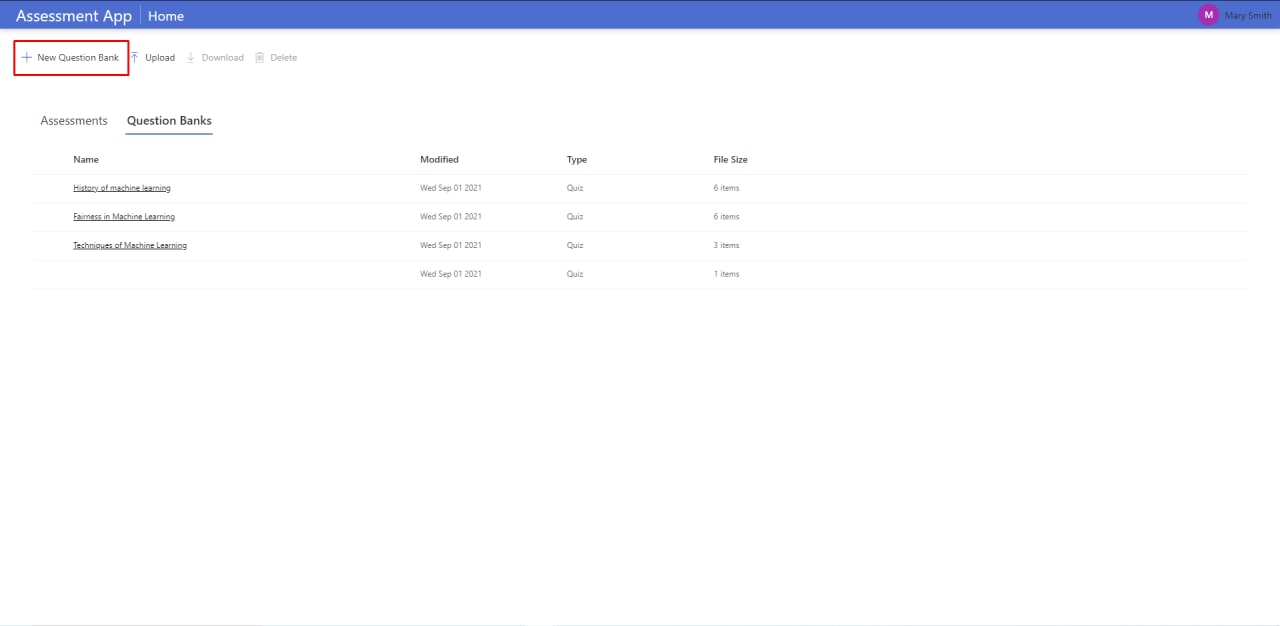 Assessment App Home M Mary Smith
New Question Bank Upload Download Delete
Assessments Question Banks
Name Modified Type File Size
History of machine learning Wed Sep 01 2021 Quiz 6 items
Fairness in Machine Learning Wed Sep 01 2021 Quiz 6 items
Techniques of Machine Learning Wed Sep 01 2021 Quiz 3 items
Wed Sep 01 2021 Quiz 1 items